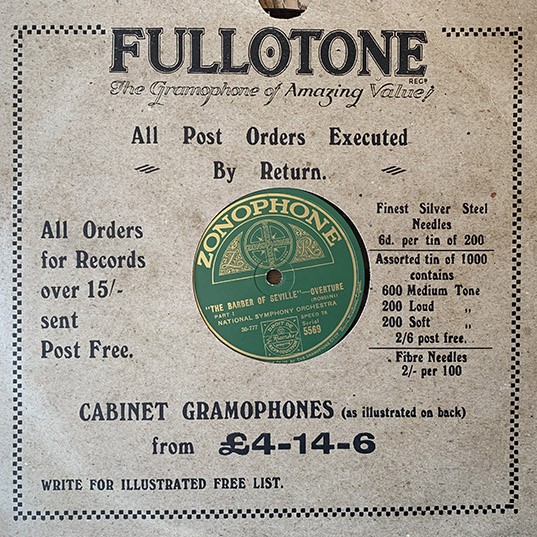 FULLOTONE
REGD
The Gramophone of Amazing Value!
All Post Orders Executed
By Return.
All Orders
for Records
over 15/-
sent
Post Free.
ZONOPHONE
"THE BARBER OF SEVILLE"—OVERTURE
(ROSSINI)
PART 1
NATIONAL SYMPHONY ORCHESTRA
30-777
SPEED 78
Serial
5569
DROIT DE
Finest Silver Steel
Needles
6d. per tin of 200
Assorted tin of 1000
contains
600 Medium Tone
200 Loud „
200 Soft „
2/6 post free.
Fibre Needles
2/- per 100
CABINET GRAMOPHONES (as illustrated on back)
from £4-14-6
WRITE FOR ILLUSTRATED FREE LIST.